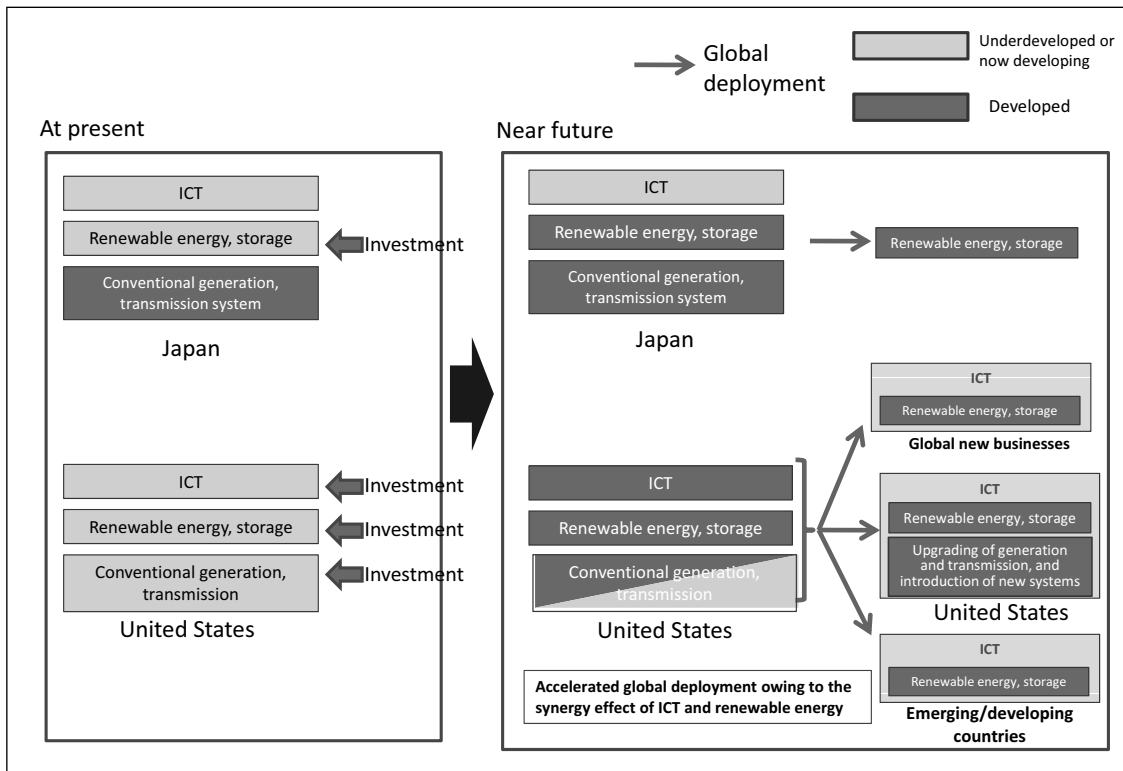 Global
deployment
Underdeveloped or
now developing
Developed
At present
ICT
Renewable energy, storage
Investment
Conventional generation,
transmission system
Japan
ICT
Investment
Renewable energy, storage
Investment
Conventional generation,
transmission
Investment
United States
Near future
ICT
Renewable energy, storage
Conventional generation,
transmission system
Japan
Renewable energy, storage
ICT
Renewable energy, storage
Conventional generation,
transmission
United States
ICT
Renewable energy, storage
Global new businesses
ICT
Renewable energy, storage
Upgrading of generation
and transmission, and
introduction of new systems
United States
ICT
Renewable energy, storage
Emerging/developing
countries
Accelerated global deployment owing to the
synergy effect of ICT and renewable energy